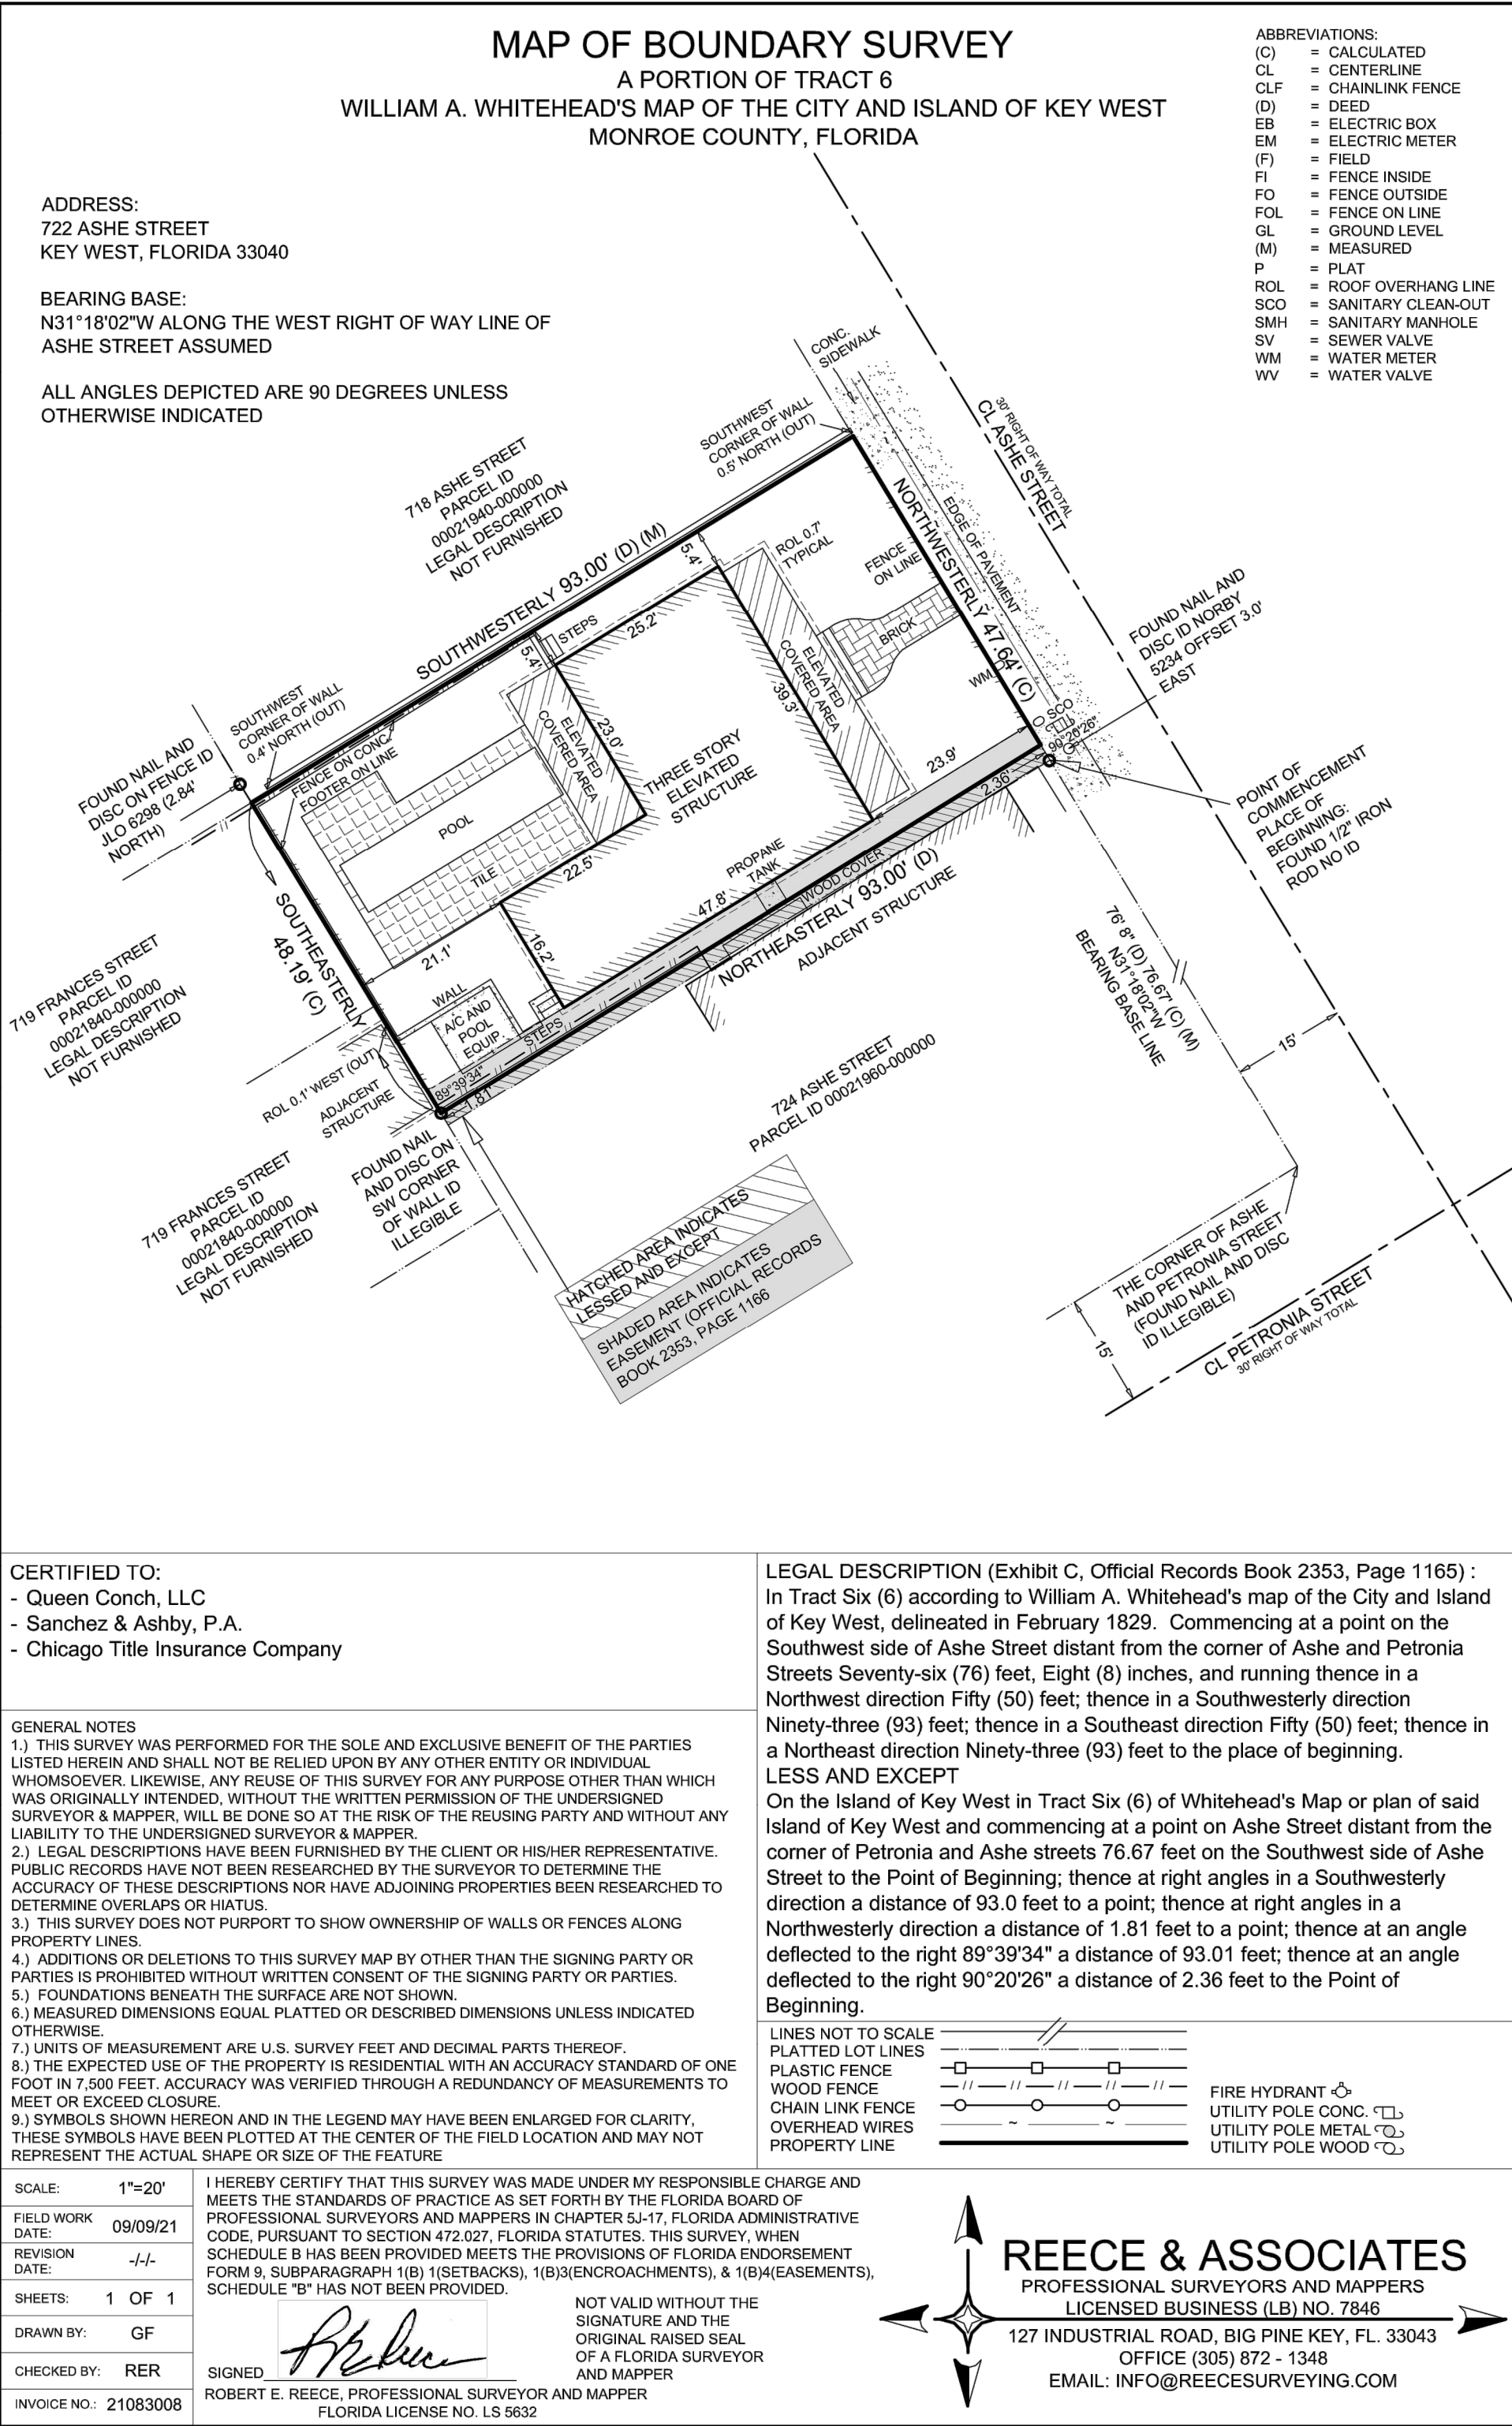 MAP OF BOUNDARY SURVEY
A PORTION OF TRACT 6
WILLIAM A. WHITEHEAD'S MAP OF THE CITY AND ISLAND OF KEY WEST
MONROE COUNTY, FLORIDA
ABBREVIATIONS:
(C) = CALCULATED
CL = CENTERLINE
CLF = CHAINLINK FENCE
(D) = DEED
EB = ELECTRIC BOX
EM = ELECTRIC METER
(F) = FIELD
FI = FENCE INSIDE
FO = FENCE OUTSIDE
FOL = FENCE ON LINE
GL = GROUND LEVEL
(M) = MEASURED
P = PLAT
ROL = ROOF OVERHANG LINE
SCO = SANITARY CLEAN-OUT
SMH = SANITARY MANHOLE
SV = SEWER VALVE
WM = WATER METER
WV = WATER VALVE
ADDRESS:
722 ASHE STREET
KEY WEST, FLORIDA 33040
BEARING BASE:
N31°18'02"W ALONG THE WEST RIGHT OF WAY LINE OF
ASHE STREET ASSUMED
ALL ANGLES DEPICTED ARE 90 DEGREES UNLESS
OTHERWISE INDICATED
CONC.
SIDEWALK
SOUTHWEST
CORNER OF WALL
0.5' NORTH (OUT)
30' RIGHT OF WAY TOTAL
CL ASHE STREET
718 ASHE STREET
PARCEL ID
00021940-000000
LEGAL DESCRIPTION
NOT FURNISHED
NORTHWESTERLY 47.64' (C)
EDGE OF PAVEMENT
SOUTHWESTERLY 93.00' (D) (M)
5.4'
ROL 0.7'
TYPICAL
FENCE
ON LINE
BRICK
WM
FOUND NAIL AND
DISC ID NORBY
5234 OFFSET 3.0'
EAST
STEPS
25.2'
5.4'
ELEVATED
COVERED AREA
39.3'
ELEVATED
COVERED AREA
23.0'
THREE STORY
ELEVATED
STRUCTURE
SOUTHWEST
CORNER OF WALL
0.4' NORTH (OUT)
FENCE ON CONC.
FOOTER ON LINE
FOUND NAIL AND
DISC ON FENCE ID
JLO 6298 (2.84'
NORTH)
POOL
TILE
22.5'
23.9'
SCO
90°20'26"
2.36'
POINT OF
COMMENCEMENT
PLACE OF
BEGINNING:
FOUND 1/2" IRON
ROD NO ID
PROPANE
TANK
WOOD COVER
47.8'
NORTHEASTERLY 93.00' (D)
ADJACENT STRUCTURE
SOUTHEASTERLY
48.19' (C)
21.1'
16.2'
WALL
A/C AND
POOL
EQUIP.
STEPS
89°39'34"
1.81'
719 FRANCES STREET
PARCEL ID
00021840-000000
LEGAL DESCRIPTION
NOT FURNISHED
ROL 0.1' WEST (OUT)
ADJACENT
STRUCTURE
76' 8" (D) 76.67' (C) (M)
N31°18'02"W
BEARING BASE LINE
15'
724 ASHE STREET
PARCEL ID 00021960-000000
FOUND NAIL
AND DISC ON
SW CORNER
OF WALL ID
ILLEGIBLE
719 FRANCES STREET
PARCEL ID
00021840-000000
LEGAL DESCRIPTION
NOT FURNISHED
HATCHED AREA INDICATES
LESSED AND EXCEPT
SHADED AREA INDICATES
EASEMENT (OFFICIAL RECORDS
BOOK 2353, PAGE 1166
THE CORNER OF ASHE
AND PETRONIA STREET
(FOUND NAIL AND DISC
ID ILLEGIBLE)
15'
CL PETRONIA STREET
30' RIGHT OF WAY TOTAL
CERTIFIED TO:
- Queen Conch, LLC
- Sanchez & Ashby, P.A.
- Chicago Title Insurance Company
GENERAL NOTES
1.) THIS SURVEY WAS PERFORMED FOR THE SOLE AND EXCLUSIVE BENEFIT OF THE PARTIES
LISTED HEREIN AND SHALL NOT BE RELIED UPON BY ANY OTHER ENTITY OR INDIVIDUAL
WHOMSOEVER. LIKEWISE, ANY REUSE OF THIS SURVEY FOR ANY PURPOSE OTHER THAN WHICH
WAS ORIGINALLY INTENDED, WITHOUT THE WRITTEN PERMISSION OF THE UNDERSIGNED
SURVEYOR & MAPPER, WILL BE DONE SO AT THE RISK OF THE REUSING PARTY AND WITHOUT ANY
LIABILITY TO THE UNDERSIGNED SURVEYOR & MAPPER.
2.) LEGAL DESCRIPTIONS HAVE BEEN FURNISHED BY THE CLIENT OR HIS/HER REPRESENTATIVE.
PUBLIC RECORDS HAVE NOT BEEN RESEARCHED BY THE SURVEYOR TO DETERMINE THE
ACCURACY OF THESE DESCRIPTIONS NOR HAVE ADJOINING PROPERTIES BEEN RESEARCHED TO
DETERMINE OVERLAPS OR HIATUS.
3.) THIS SURVEY DOES NOT PURPORT TO SHOW OWNERSHIP OF WALLS OR FENCES ALONG
PROPERTY LINES.
4.) ADDITIONS OR DELETIONS TO THIS SURVEY MAP BY OTHER THAN THE SIGNING PARTY OR
PARTIES IS PROHIBITED WITHOUT WRITTEN CONSENT OF THE SIGNING PARTY OR PARTIES.
5.) FOUNDATIONS BENEATH THE SURFACE ARE NOT SHOWN.
6.) MEASURED DIMENSIONS EQUAL PLATTED OR DESCRIBED DIMENSIONS UNLESS INDICATED
OTHERWISE.
7.) UNITS OF MEASUREMENT ARE U.S. SURVEY FEET AND DECIMAL PARTS THEREOF.
8.) THE EXPECTED USE OF THE PROPERTY IS RESIDENTIAL WITH AN ACCURACY STANDARD OF ONE
FOOT IN 7,500 FEET. ACCURACY WAS VERIFIED THROUGH A REDUNDANCY OF MEASUREMENTS TO
MEET OR EXCEED CLOSURE.
9.) SYMBOLS SHOWN HEREON AND IN THE LEGEND MAY HAVE BEEN ENLARGED FOR CLARITY,
THESE SYMBOLS HAVE BEEN PLOTTED AT THE CENTER OF THE FIELD LOCATION AND MAY NOT
REPRESENT THE ACTUAL SHAPE OR SIZE OF THE FEATURE
LEGAL DESCRIPTION (Exhibit C, Official Records Book 2353, Page 1165) :
In Tract Six (6) according to William A. Whitehead's map of the City and Island
of Key West, delineated in February 1829. Commencing at a point on the
Southwest side of Ashe Street distant from the corner of Ashe and Petronia
Streets Seventy-six (76) feet, Eight (8) inches, and running thence in a
Northwest direction Fifty (50) feet; thence in a Southwesterly direction
Ninety-three (93) feet; thence in a Southeast direction Fifty (50) feet; thence in
a Northeast direction Ninety-three (93) feet to the place of beginning.
LESS AND EXCEPT
On the Island of Key West in Tract Six (6) of Whitehead's Map or plan of said
Island of Key West and commencing at a point on Ashe Street distant from the
corner of Petronia and Ashe streets 76.67 feet on the Southwest side of Ashe
Street to the Point of Beginning; thence at right angles in a Southwesterly
direction a distance of 93.0 feet to a point; thence at right angles in a
Northwesterly direction a distance of 1.81 feet to a point; thence at an angle
deflected to the right 89°39'34" a distance of 93.01 feet; thence at an angle
deflected to the right 90°20'26" a distance of 2.36 feet to the Point of
Beginning.
LINES NOT TO SCALE
PLATTED LOT LINES
PLASTIC FENCE
WOOD FENCE
CHAIN LINK FENCE
OVERHEAD WIRES
PROPERTY LINE
FIRE HYDRANT
UTILITY POLE CONC.
UTILITY POLE METAL
UTILITY POLE WOOD
SCALE: 1"=20'
FIELD WORK
DATE: 09/09/21
REVISION
DATE: -/-/-
SHEETS: 1 OF 1
DRAWN BY: GF
CHECKED BY: RER
INVOICE NO.: 21083008
I HEREBY CERTIFY THAT THIS SURVEY WAS MADE UNDER MY RESPONSIBLE CHARGE AND
MEETS THE STANDARDS OF PRACTICE AS SET FORTH BY THE FLORIDA BOARD OF
PROFESSIONAL SURVEYORS AND MAPPERS IN CHAPTER 5J-17, FLORIDA ADMINISTRATIVE
CODE, PURSUANT TO SECTION 472.027, FLORIDA STATUTES. THIS SURVEY, WHEN
SCHEDULE B HAS BEEN PROVIDED MEETS THE PROVISIONS OF FLORIDA ENDORSEMENT
FORM 9, SUBPARAGRAPH 1(B) 1(SETBACKS), 1(B)3(ENCROACHMENTS), & 1(B)4(EASEMENTS),
SCHEDULE "B" HAS NOT BEEN PROVIDED.
NOT VALID WITHOUT THE
SIGNATURE AND THE
ORIGINAL RAISED SEAL
OF A FLORIDA SURVEYOR
AND MAPPER
SIGNED
ROBERT E. REECE, PROFESSIONAL SURVEYOR AND MAPPER
FLORIDA LICENSE NO. LS 5632
REECE & ASSOCIATES
PROFESSIONAL SURVEYORS AND MAPPERS
LICENSED BUSINESS (LB) NO. 7846
127 INDUSTRIAL ROAD, BIG PINE KEY, FL. 33043
OFFICE (305) 872 - 1348
EMAIL: INFO@REECESURVEYING.COM